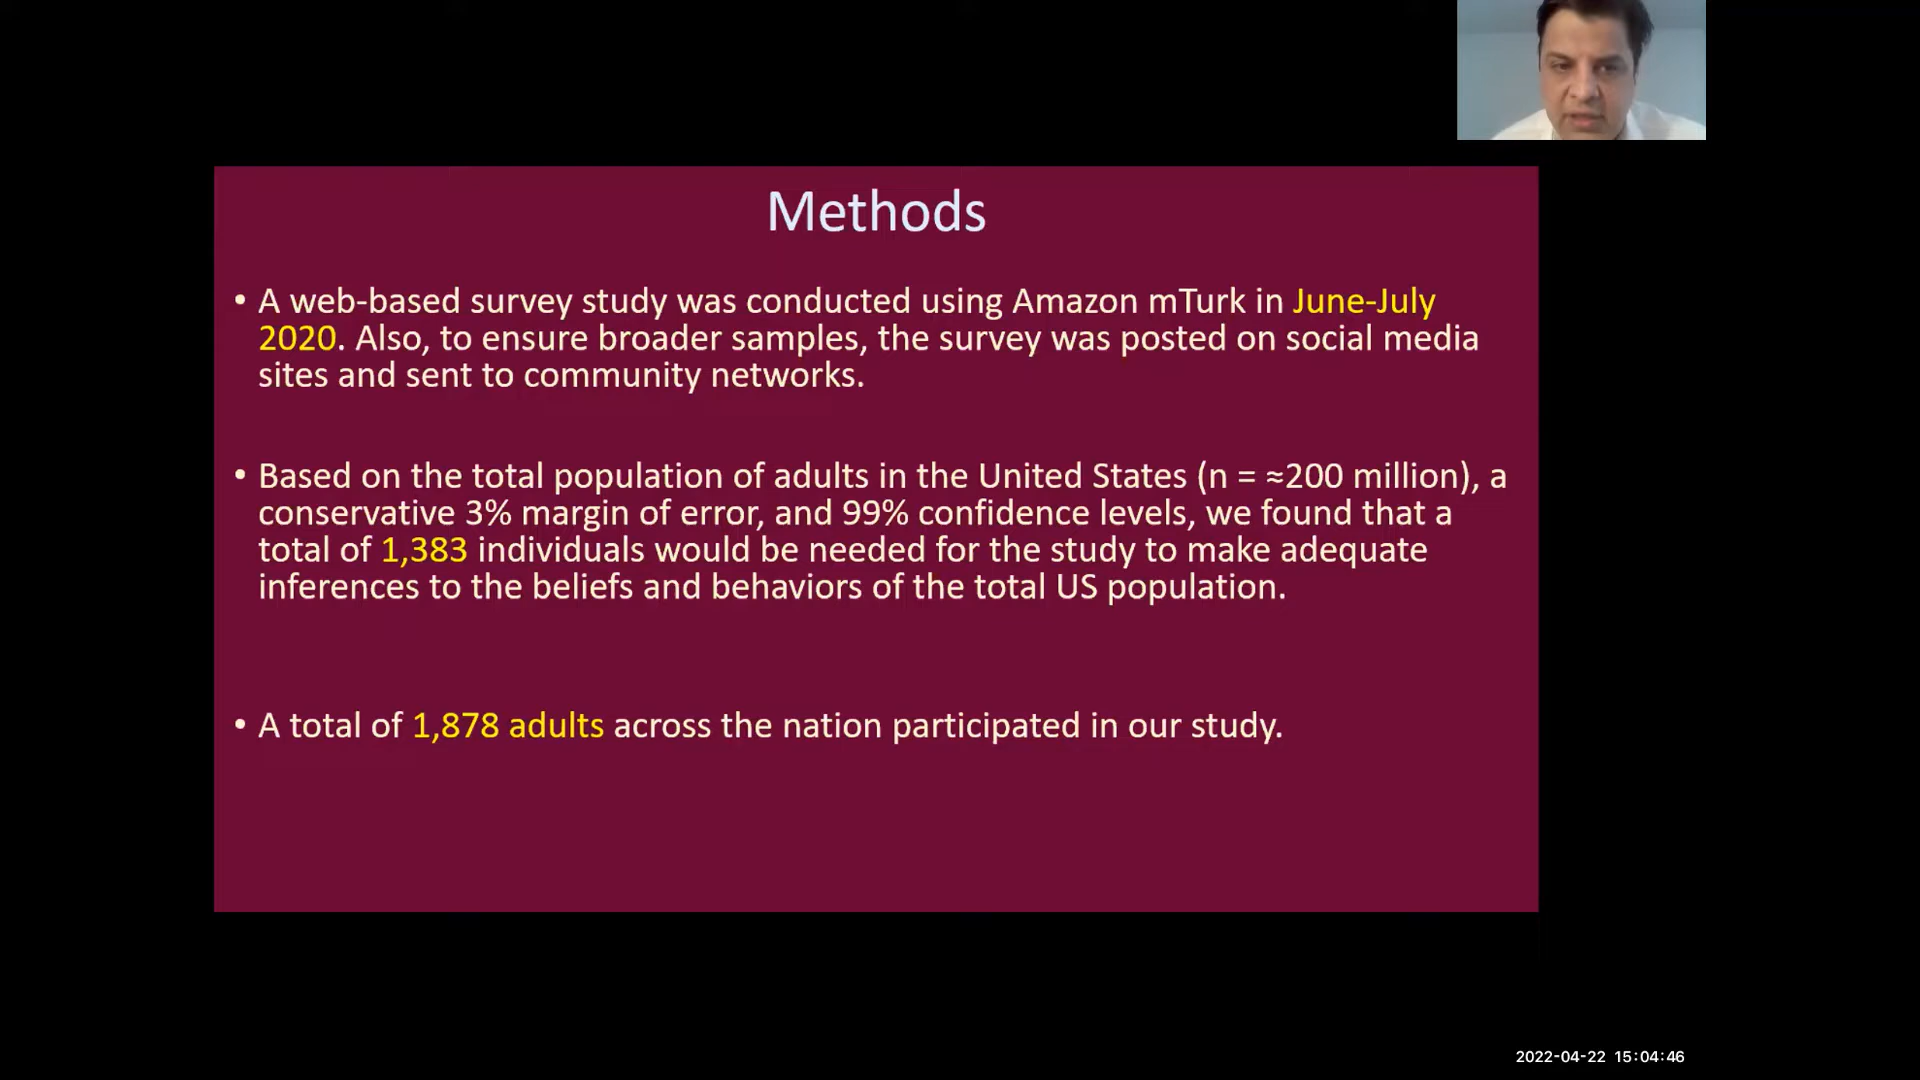 Methods
• A web-based survey study was conducted using Amazon mTurk in June-July
2020. Also, to ensure broader samples, the survey was posted on social media
sites and sent to community networks.
• Based on the total population of adults in the United States (n = ≈200 million), a
conservative 3% margin of error, and 99% confidence levels, we found that a
total of 1,383 individuals would be needed for the study to make adequate
inferences to the beliefs and behaviors of the total US population.
• A total of 1,878 adults across the nation participated in our study.
2022-04-22 15:04:46